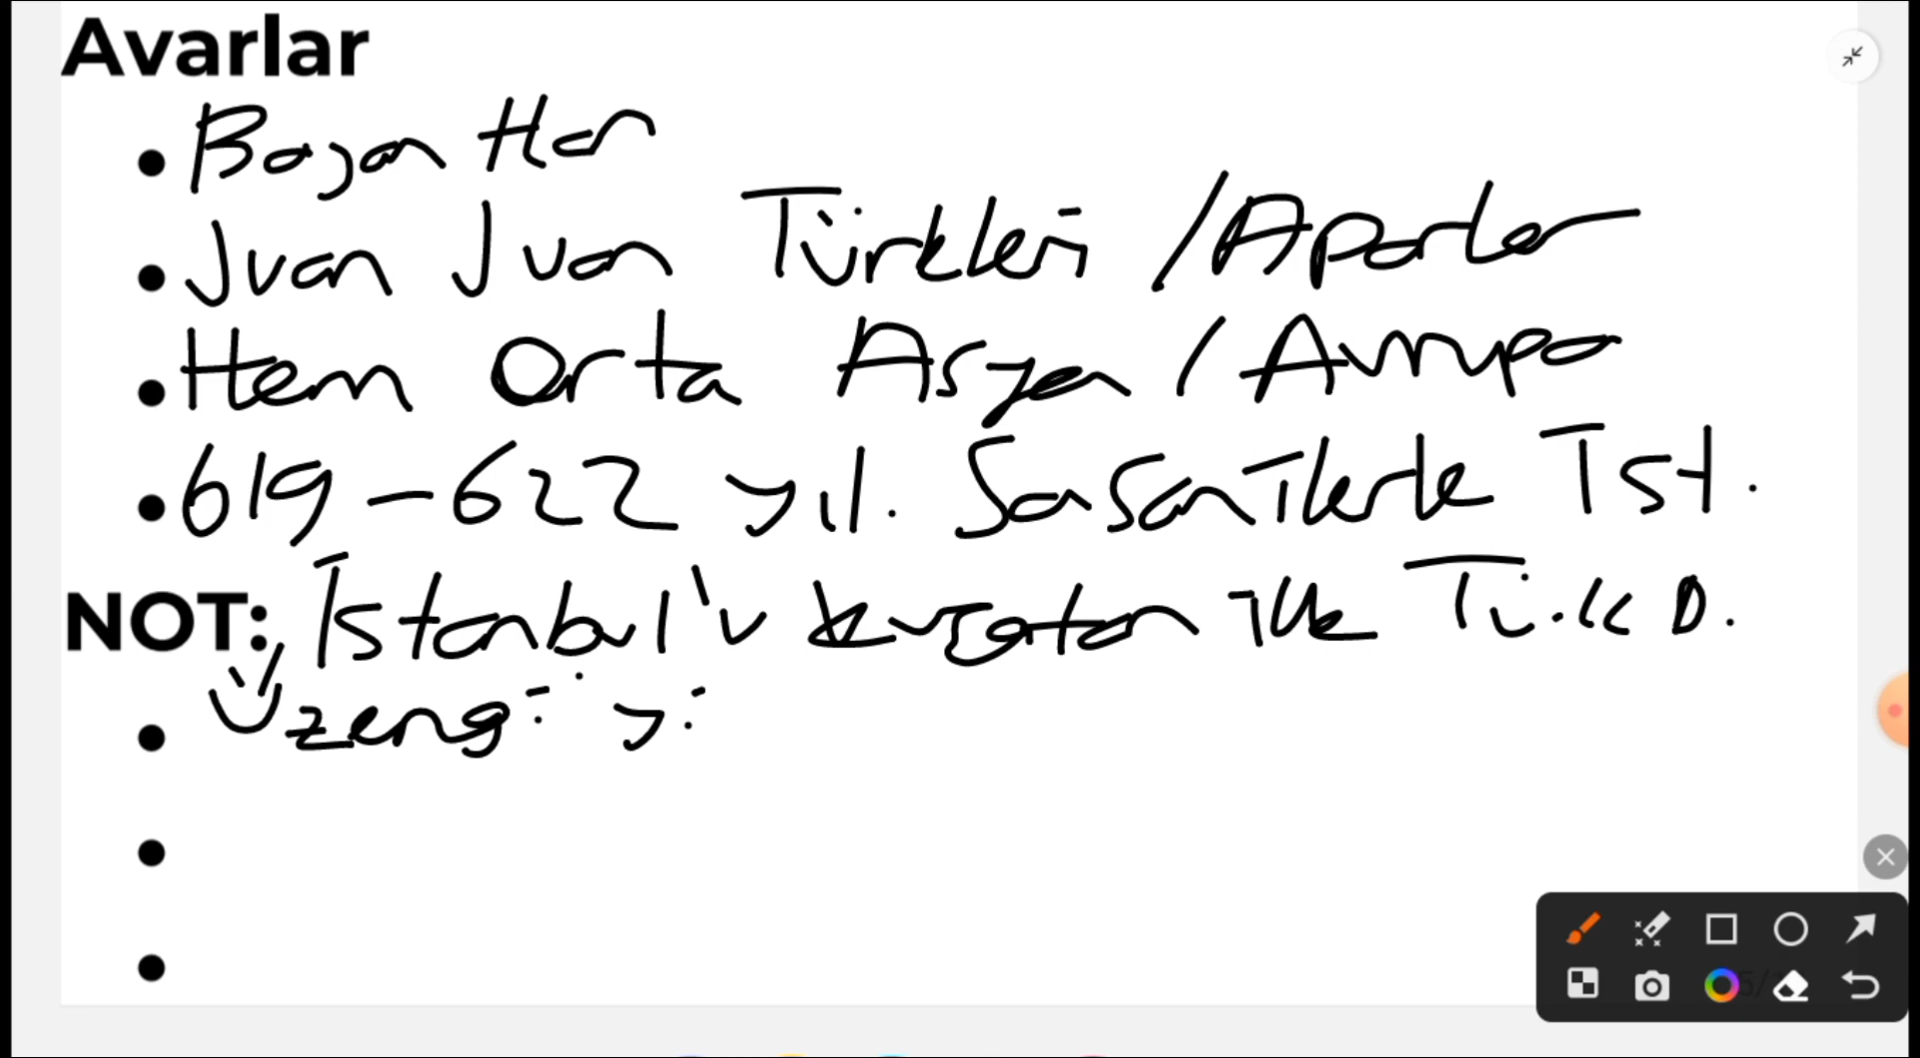 Avarlar
• Bayan Han
• Juan Juan Türkleri / Aparlar
• Hem Orta Asya / Avrupa
• 619-622 yıl. Sasanilerle İst.
NOT: İstanbul'u kuşatan ilk Türk D.
• Üzengi yi
•
•